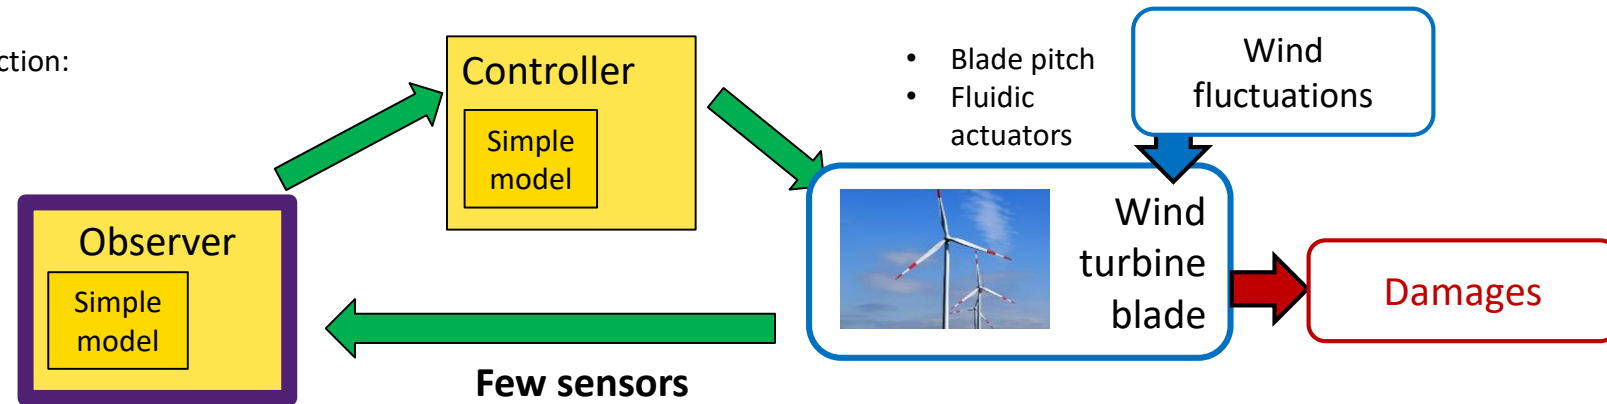 ction:
Controller
Simple
model
• Blade pitch
• Fluidic
actuators
Wind
fluctuations
Observer
Simple
model
Wind
turbine
blade
Damages
Few sensors